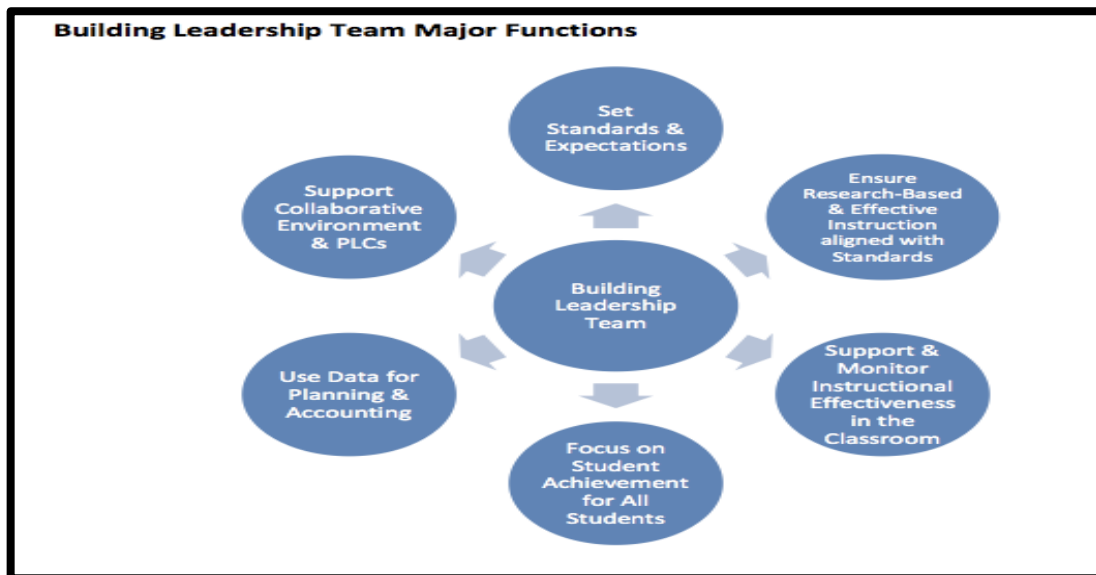 Building Leadership Team Major Functions
Set
Standards &
Expectations
Ensure
Research-Based
& Effective
Instruction
aligned with
Standards
Support &
Monitor
Instructional
Effectiveness
in the
Classroom
Focus on
Student
Achievement
for All
Students
Use Data for
Planning &
Accounting
Support
Collaborative
Environment
& PLCs
Building
Leadership
Team